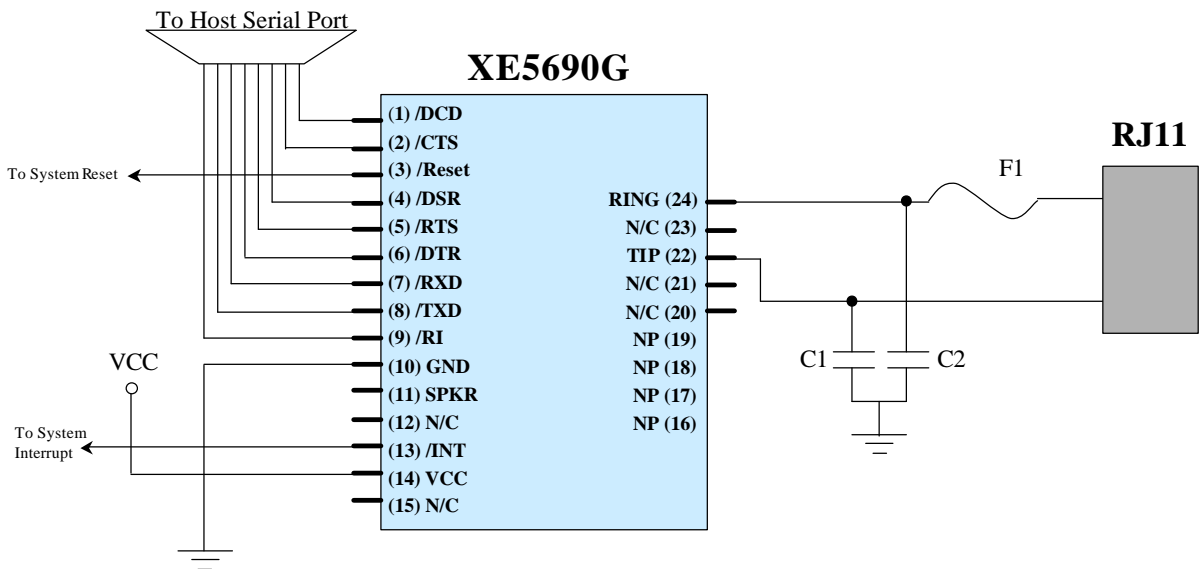 To Host Serial Port
XE5690G
RJ11
(1) /DCD
(2) /CTS
(3) /Reset
(4) /DSR
(5) /RTS
(6) /DTR
(7) /RXD
(8) /TXD
(9) /RI
(10) GND
(11) SPKR
(12) N/C
(13) /INT
(14) VCC
(15) N/C
RING (24)
N/C (23)
TIP (22)
N/C (21)
N/C (20)
NP (19)
NP (18)
NP (17)
NP (16)
To System Reset
VCC
To System
Interrupt
F1
C1
C2